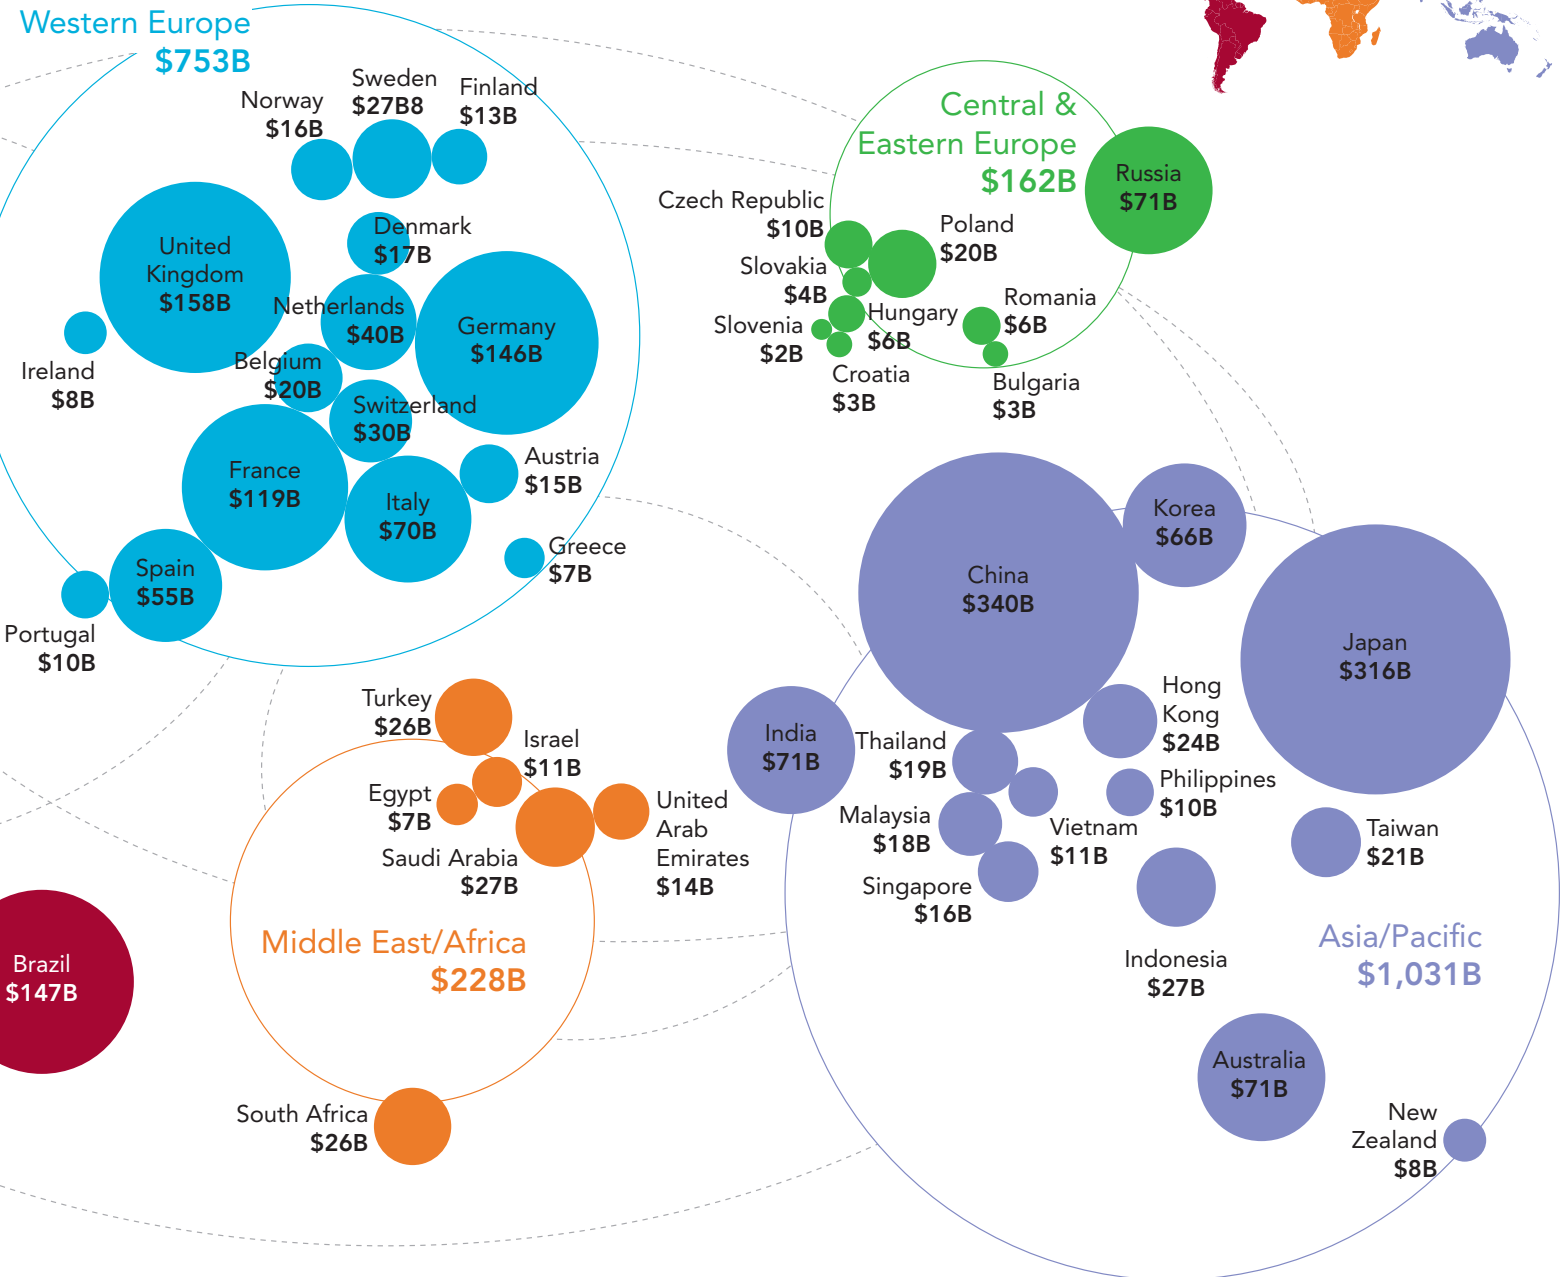 Western Europe
$753B
Norway
$16B
Sweden
$27B8
Finland
$13B
United
Kingdom
$158B
Denmark
$17B
Netherlands
$40B
Germany
$146B
Ireland
$8B
Belgium
$20B
Switzerland
$30B
France
$119B
Italy
$70B
Austria
$15B
Greece
$7B
Spain
$55B
Portugal
$10B
Central &
Eastern Europe
$162B
Russia
$71B
Czech Republic
$10B
Poland
$20B
Slovakia
$4B
Hungary
$6B
Slovenia
$2B
Croatia
$3B
Romania
$6B
Bulgaria
$3B
Turkey
$26B
Israel
$11B
Egypt
$7B
Saudi Arabia
$27B
United
Arab
Emirates
$14B
Middle East/Africa
$228B
South Africa
$26B
Brazil
$147B
China
$340B
Korea
$66B
Japan
$316B
India
$71B
Thailand
$19B
Hong
Kong
$24B
Malaysia
$18B
Vietnam
$11B
Philippines
$10B
Singapore
$16B
Taiwan
$21B
Indonesia
$27B
Asia/Pacific
$1,031B
Australia
$71B
New
Zealand
$8B